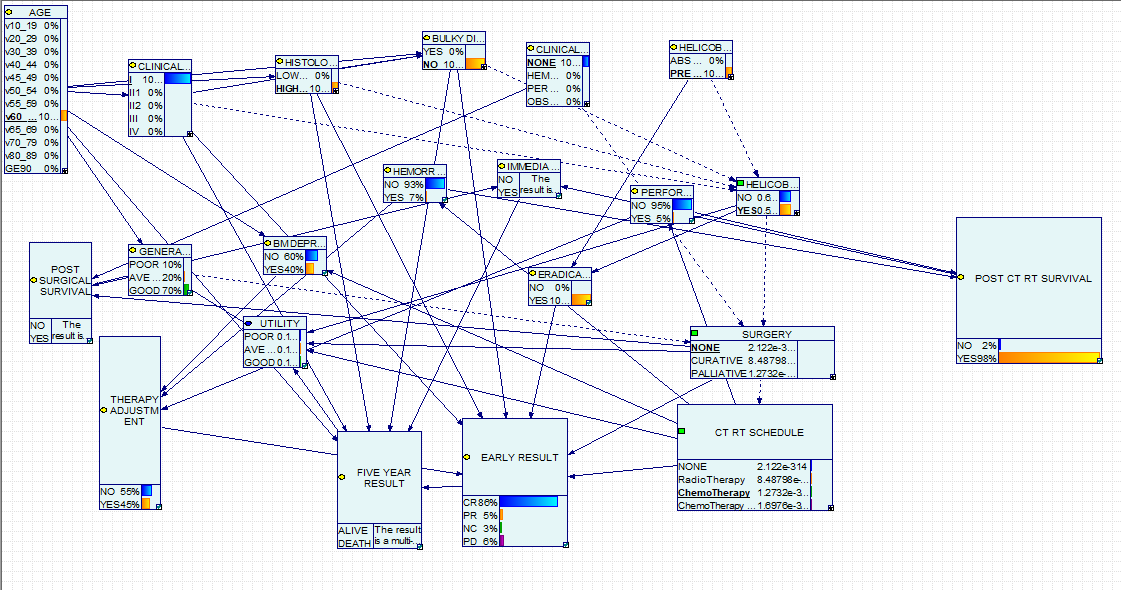 AGE
v10_19 0%
v20_29 0%
v30_39 0%
v40_44 0%
v45_49 0%
v50_54 0%
v55_59 0%
v60_... 10...
v65_69 0%
v70_79 0%
v80_89 0%
GE90 0%
CLINICAL...
I 10...
II1 0%
II2 0%
III 0%
IV 0%
HISTOLO...
LOW... 0%
HIGH... 10...
BULKY DI...
YES 0%
NO 10...
CLINICAL...
NONE 10...
HEM... 0%
PER... 0%
OBS... 0%
HELICOB...
ABS... 0%
PRE... 10...
HEMORR...
NO 93%
YES 7%
IMMEDIA...
NO
YES
The
result is...
PERFOR...
NO 95%
YES 5%
HELICOB...
NO 0.6...
YES 0.5...
POST
SURGICAL
SURVIVAL
NO
YES
The
result is...
GENERA...
POOR 10%
AVE... 20%
GOOD 70%
BM DEPR...
NO 60%
YES 40%
ERADICA...
NO 0%
YES 10...
POST CT RT SURVIVAL
NO 2%
YES 98%
UTILITY
POOR 0.1...
AVE... 0.1...
GOOD 0.1...
SURGERY
NONE 2.122e-3...
CURATIVE 8.48798...
PALLIATIVE 1.2732e-...
THERAPY
ADJUSTM
ENT
NO 55%
YES 45%
FIVE YEAR
RESULT
ALIVE
DEATH
The result
is a multi-...
EARLY RESULT
CR 86%
PR 5%
NC 3%
PD 6%
CT RT SCHEDULE
NONE 2.122e-314
RadioTherapy 8.48798e-...
ChemoTherapy 1.2732e-3...
ChemoTherapy ... 1.6976e-3...